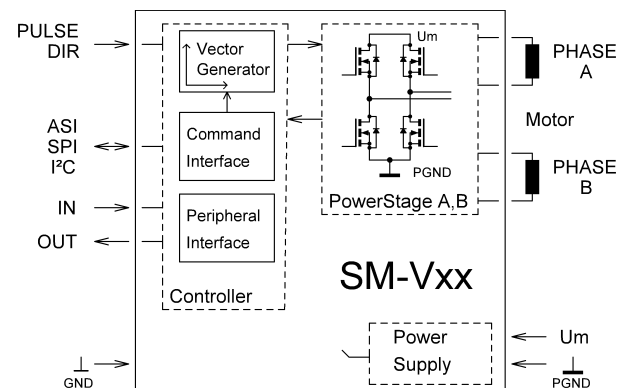 PULSE
DIR
Vector
Generator
Um
PHASE
A
ASI
SPI
I²C
Command
Interface
Motor
PGND
PHASE
B
IN
OUT
Peripheral
Interface
PowerStage A,B
Controller
SM-Vxx
Power
Supply
Um
GND
PGND